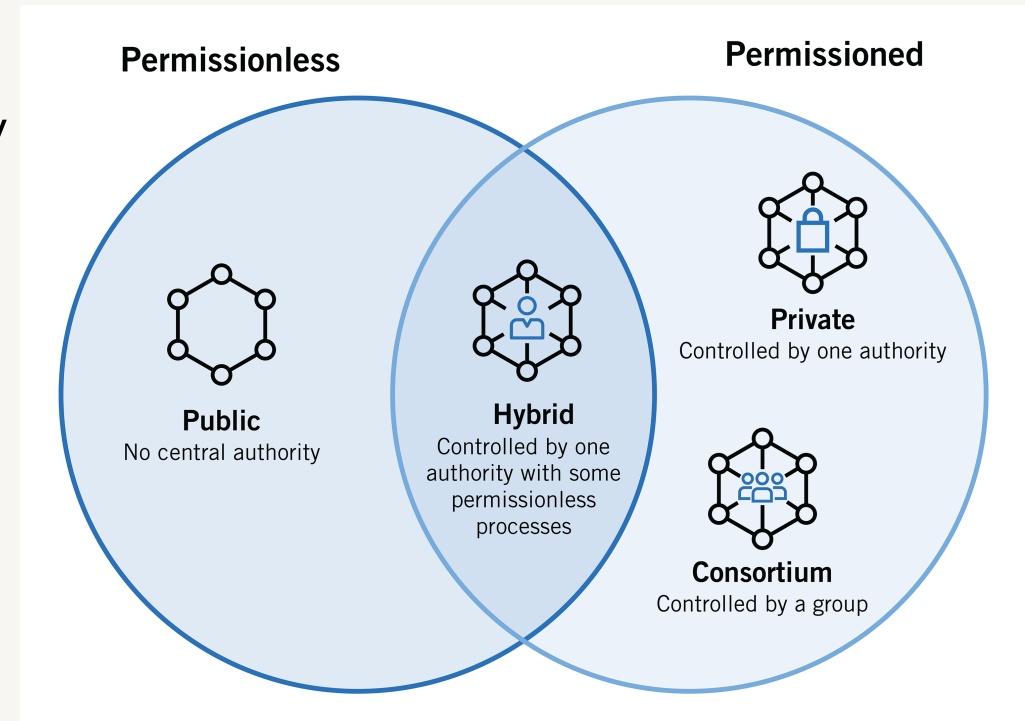 Permissionless
Permissioned
Private
Controlled by one authority
Public
No central authority
Hybrid
Controlled by one
authority with some
permissionless
processes
Consortium
Controlled by a group